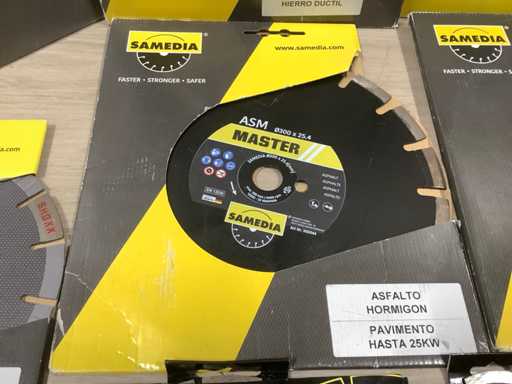 HIERRO DUCTIL
SAMEDIA
www.samedia.com
FASTER • STRONGER • SAFER
SAMEDIA
FASTER • STRONGER • SAFER
ASM
Ø300 x 25,4
MASTER
SAMEDIA
SHOXX
ASFALTO
HORMIGON
PAVIMENTO
HASTA 25KW